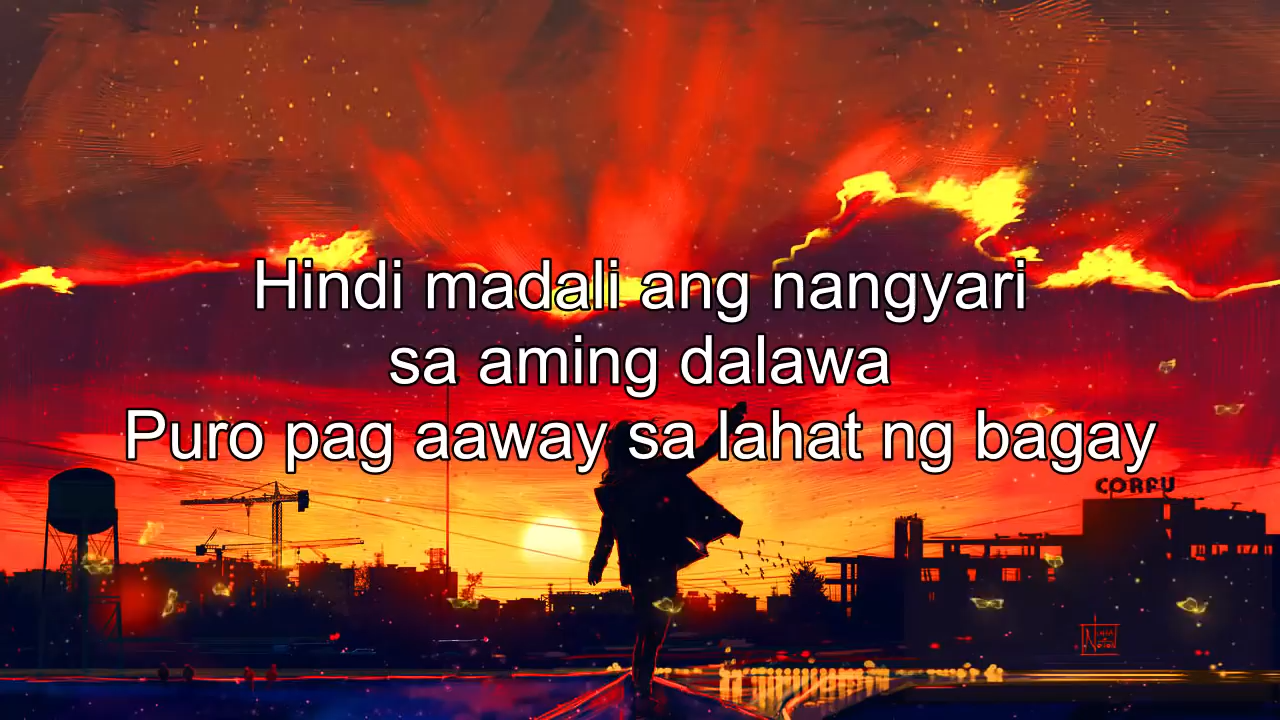 Hindi madali ang nangyari
sa aming dalawa
Puro pag aaway sa lahat ng bagay
CORFU